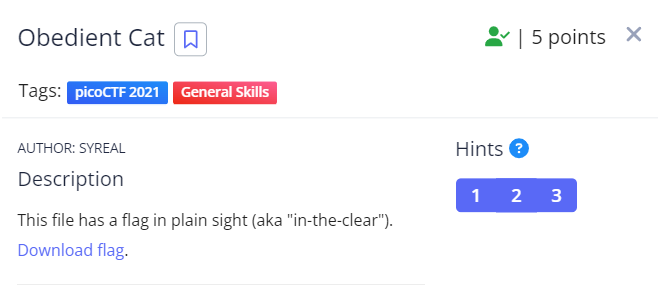 Obedient Cat
| 5 points
Tags: picoCTF 2021 General Skills
AUTHOR: SYREAL
Hints ?
Description
1 2 3
This file has a flag in plain sight (aka "in-the-clear").
Download flag.